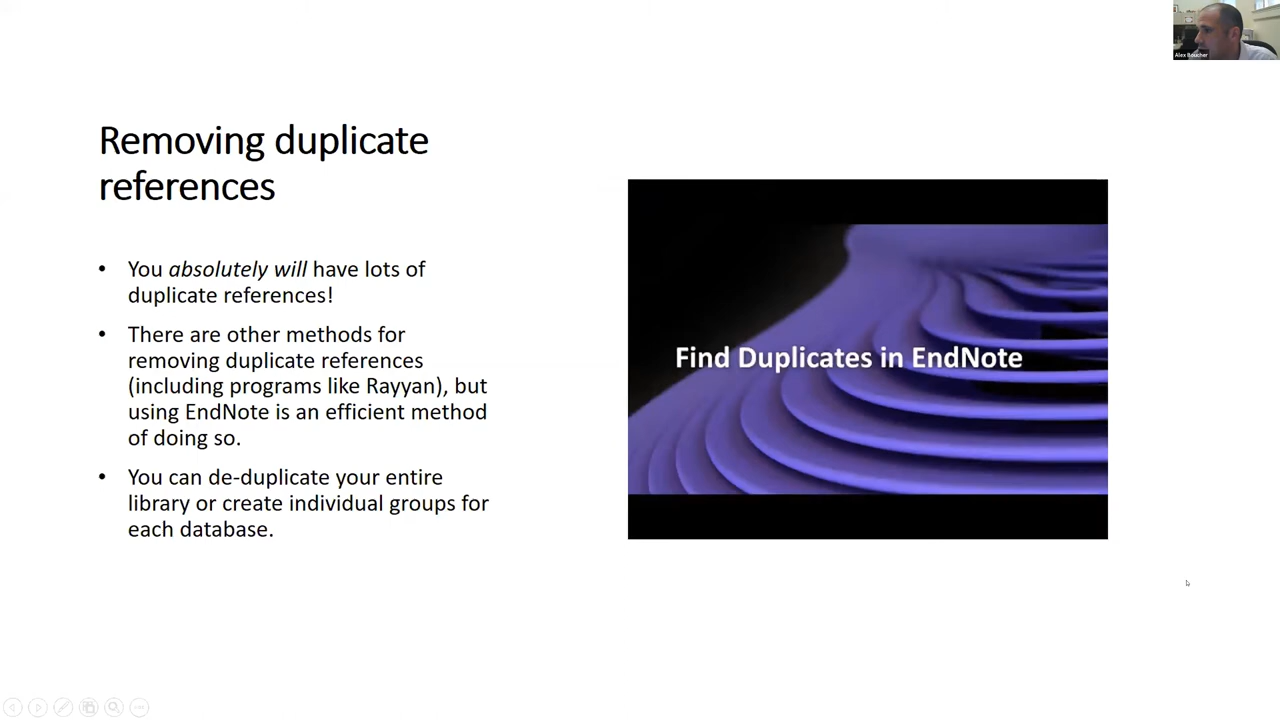 Alex Boucher
Removing duplicate
references
• You absolutely will have lots of
duplicate references!
• There are other methods for
removing duplicate references
(including programs like Rayyan), but
using EndNote is an efficient method
of doing so.
• You can de-duplicate your entire
library or create individual groups for
each database.
Find Duplicates in EndNote